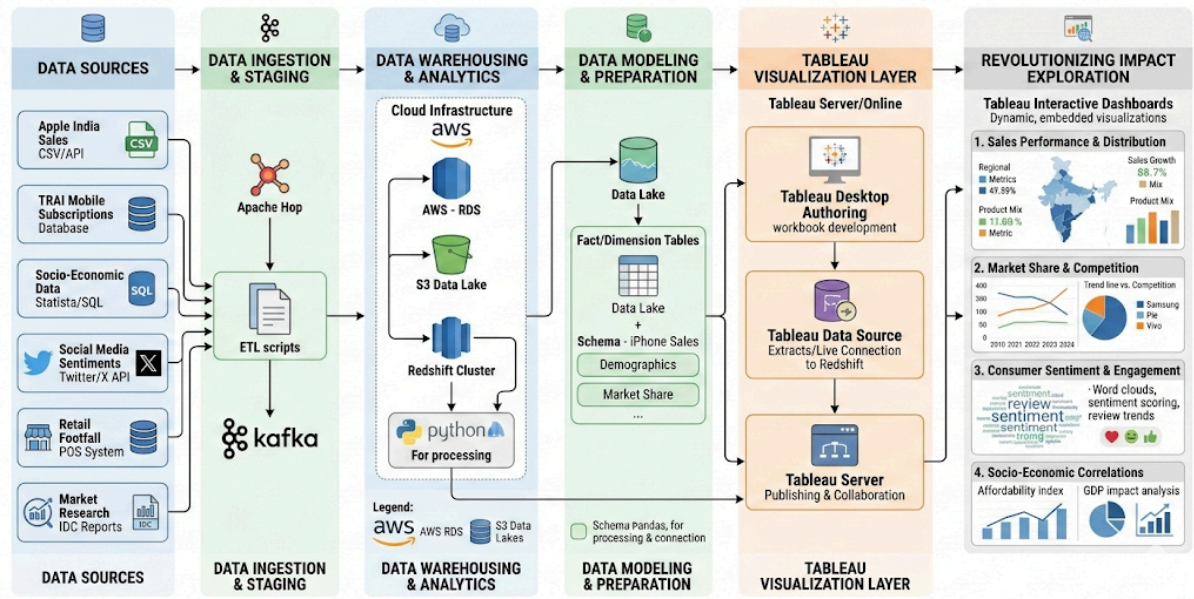 DATA SOURCES
Apple India
Sales
CSV/API
CSV
TRAI Mobile
Subscriptions
Database
Socio-Economic
Data
Statista/SQL
SQL
Social Media
Sentiments
Twitter/X API
X
Retail
Footfall
POS System
Market
Research
IDC Reports
IDC
DATA SOURCES
DATA INGESTION
& STAGING
Apache Hop
ETL scripts
kafka
DATA INGESTION
& STAGING
DATA WAREHOUSING
& ANALYTICS
Cloud Infrastructure
aws
AWS - RDS
S3 Data Lake
Redshift Cluster
python
For processing
Legend:
aws AWS RDS
S3 Data
Lakes
DATA WAREHOUSING
& ANALYTICS
DATA MODELING
& PREPARATION
Data Lake
Fact/Dimension Tables
Data Lake
+
Schema - iPhone Sales
Demographics
Market Share
...
Schema Pandas, for
processing & connection
DATA MODELING
& PREPARATION
TABLEAU
VISUALIZATION LAYER
Tableau Server/Online
Tableau Desktop
Authoring
workbook development
Tableau Data Source
Extracts/Live Connection
to Redshift
Tableau Server
Publishing & Collaboration
TABLEAU
VISUALIZATION LAYER
REVOLUTIONIZING IMPACT
EXPLORATION
Tableau Interactive Dashboards
Dynamic, embedded visualizations
1. Sales Performance & Distribution
Regional
Metrics
Product Mix
Metric
Sales Growth
Mix
Product Mix
2. Market Share & Competition
400
380
100
50
0
2010 2021 2022 2023 2024
Trend line vs. Competition
Samsung
Pie
Vivo
3. Consumer Sentiment & Engagement
sentiment
review
sentiment
sentiment
tromg
· Word clouds,
sentiment scoring,
review trends
4. Socio-Economic Correlations
Affordability index
GDP impact analysis